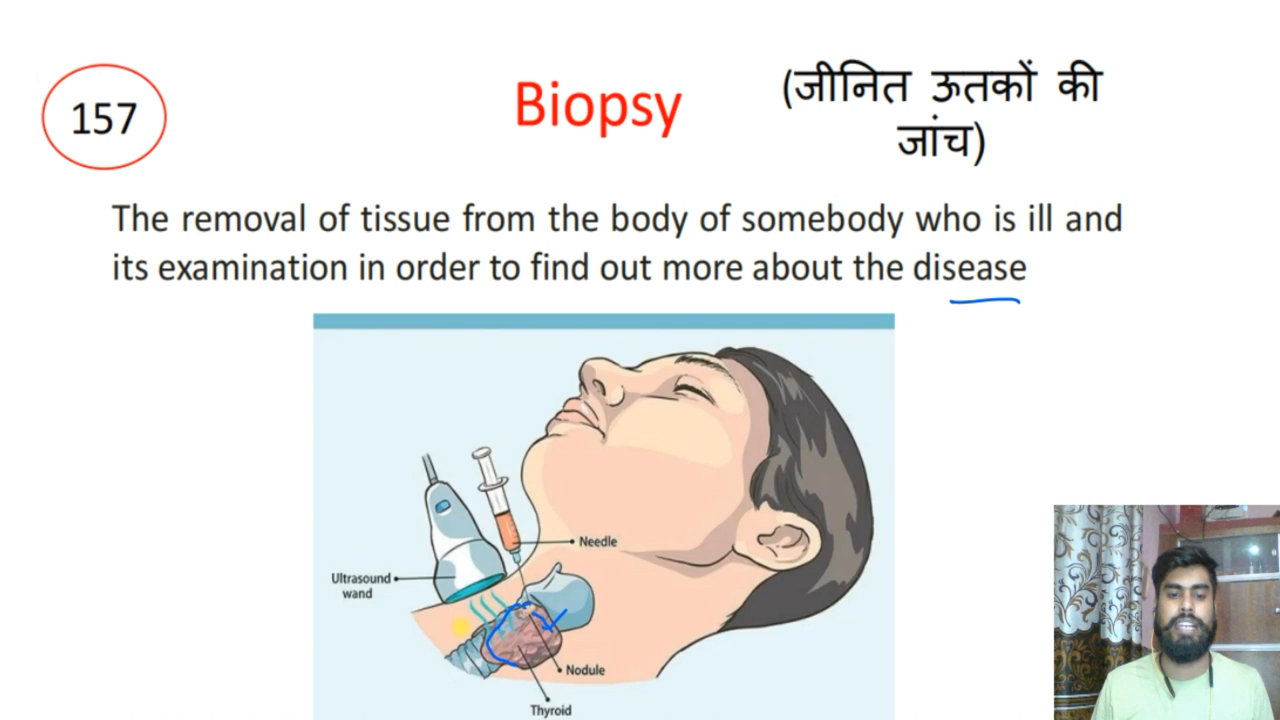 157
Biopsy
(जीनित ऊतकों की
जांच)
The removal of tissue from the body of somebody who is ill and
its examination in order to find out more about the disease
Needle
Ultrasound
wand
Nodule
Thyroid